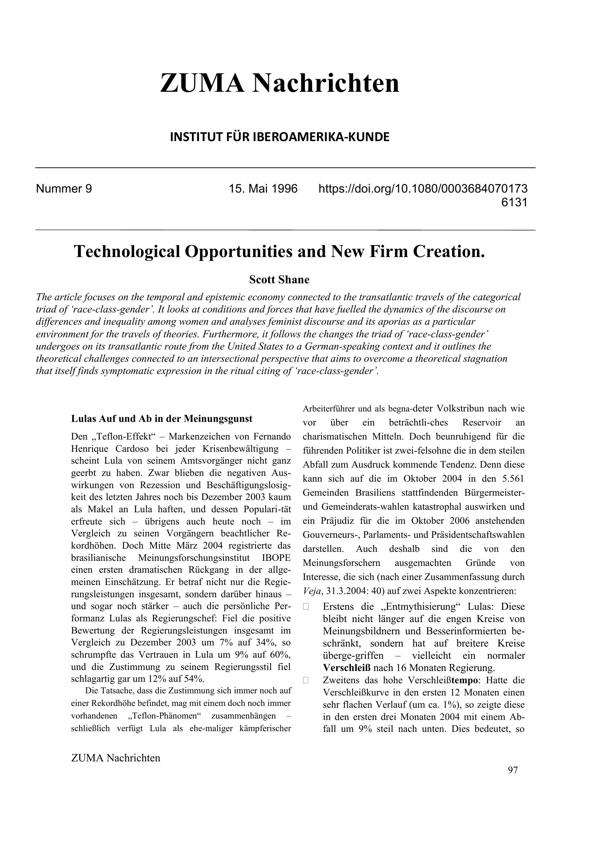 ZUMA Nachrichten
INSTITUT FÜR IBEROAMERIKA-KUNDE
Nummer 9 15. Mai 1996 https://doi.org/10.1080/0003684070173
6131
Technological Opportunities and New Firm Creation.
Scott Shane
The article focuses on the temporal and epistemic economy connected to the transatlantic travels of the categorical
triad of ‘race-class-gender’. It looks at conditions and forces that have fuelled the dynamics of the discourse on
differences and inequality among women and analyses feminist discourse and its aporias as a particular
environment for the travels of theories. Furthermore, it follows the changes the triad of ‘race-class-gender’
undergoes on its transatlantic route from the United States to a German-speaking context and it outlines the
theoretical challenges connected to an intersectional perspective that aims to overcome a theoretical stagnation
that itself finds symptomatic expression in the ritual citing of ‘race-class-gender’.
Lulas Auf und Ab in der Meinungsgunst
Den „Teflon-Effekt“ – Markenzeichen von Fernando
Henrique Cardoso bei jeder Krisenbewältigung –
scheint Lula von seinem Amtsvorgänger nicht ganz
geerbt zu haben. Zwar blieben die negativen Aus-
wirkungen von Rezession und Beschäftigungslosig-
keit des letzten Jahres noch bis Dezember 2003 kaum
als Makel an Lula haften, und dessen Populari-tät
erfreute sich – übrigens auch heute noch – im
Vergleich zu seinen Vorgängern beachtlicher Re-
kordhöhen. Doch Mitte März 2004 registrierte das
brasilianische Meinungsforschungsinstitut IBOPE
einen ersten dramatischen Rückgang in der allge-
meinen Einschätzung. Er betraf nicht nur die Regie-
rungsleistungen insgesamt, sondern darüber hinaus –
und sogar noch stärker – auch die persönliche Per-
formanz Lulas als Regierungschef: Fiel die positive
Bewertung der Regierungsleistungen insgesamt im
Vergleich zu Dezember 2003 um 7% auf 34%, so
schrumpfte das Vertrauen in Lula um 9% auf 60%,
und die Zustimmung zu seinem Regierungsstil fiel
schlagartig gar um 12% auf 54%.
Die Tatsache, dass die Zustimmung sich immer noch auf
einer Rekordhöhe befindet, mag mit einem doch noch immer
vorhandenen „Teflon-Phänomen“ zusammenhängen –
schließlich verfügt Lula als ehe-maliger kämpferischer
Arbeiterführer und als begna-deter Volkstribun nach wie
vor über ein beträchtli-ches Reservoir an
charismatischen Mitteln. Doch beunruhigend für die
führenden Politiker ist zwei-felsohne die in dem steilen
Abfall zum Ausdruck kommende Tendenz. Denn diese
kann sich auf die im Oktober 2004 in den 5.561
Gemeinden Brasiliens stattfindenden Bürgermeister-
und Gemeinderats-wahlen katastrophal auswirken und
ein Präjudiz für die im Oktober 2006 anstehenden
Gouverneurs-, Parlaments- und Präsidentschaftswahlen
darstellen. Auch deshalb sind die von den
Meinungsforschern ausgemachten Gründe von
Interesse, die sich (nach einer Zusammenfassung durch
Veja, 31.3.2004: 40) auf zwei Aspekte konzentrieren:
Erstens die „Entmythisierung“ Lulas: Diese
bleibt nicht länger auf die engen Kreise von
Meinungsbildnern und Besserinformierten be-
schränkt, sondern hat auf breitere Kreise
überge-griffen – vielleicht ein normaler
Verschleiß nach 16 Monaten Regierung.
Zweitens das hohe Verschleißtempo: Hatte die
Verschleißkurve in den ersten 12 Monaten einen
sehr flachen Verlauf (um ca. 1%), so zeigte diese
in den ersten drei Monaten 2004 mit einem Ab-
fall um 9% steil nach unten. Dies bedeutet, so
ZUMA Nachrichten
97